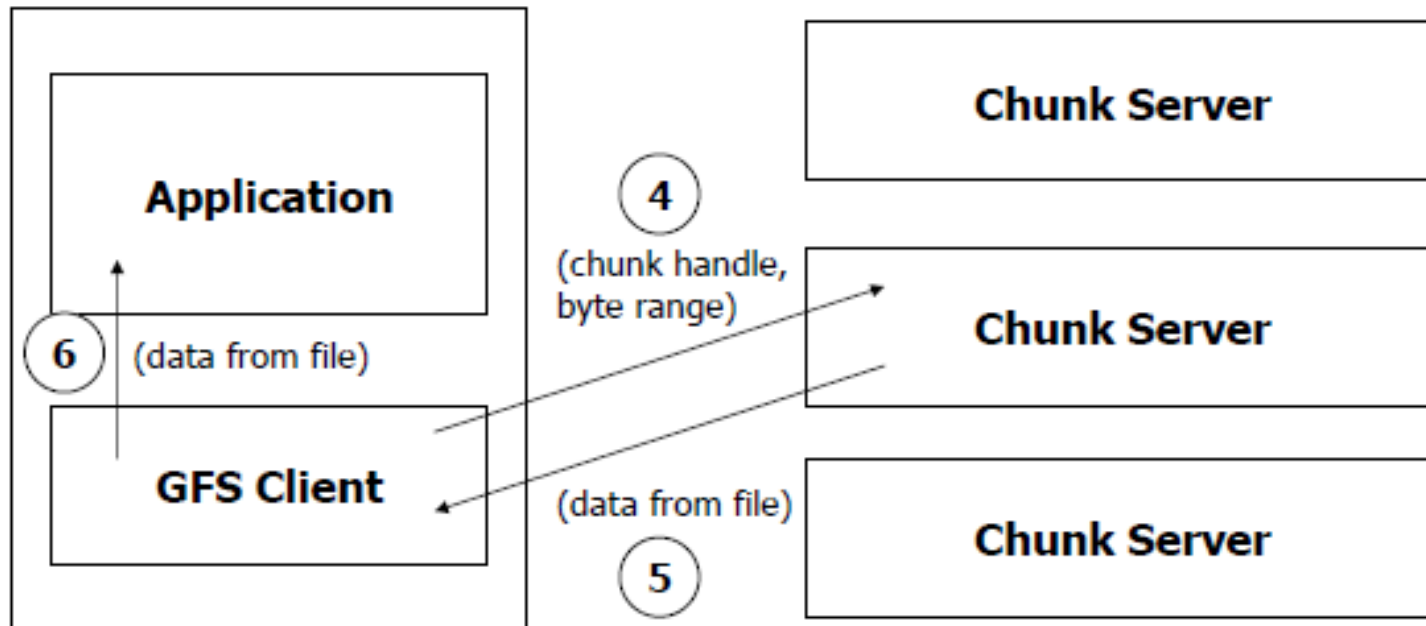 Chunk Server
Application
4
(chunk handle,
byte range)
Chunk Server
6
(data from file)
GFS Client
(data from file)
Chunk Server
5